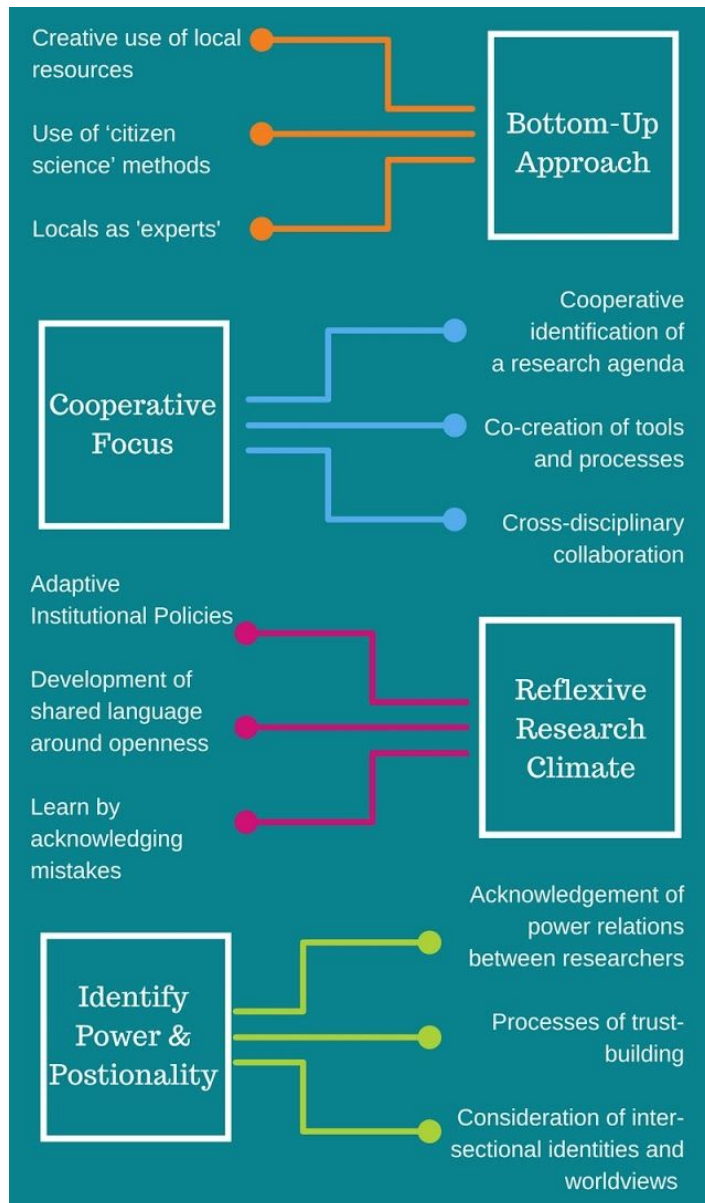 Creative use of local
resources
Use of ‘citizen
science’ methods
Locals as 'experts'
Bottom-Up
Approach
Cooperative
Focus
Cooperative
identification of
a research agenda
Co-creation of tools
and processes
Cross-disciplinary
collaboration
Adaptive
Institutional Policies
Development of
shared language
around openness
Learn by
acknowledging
mistakes
Reflexive
Research
Climate
Identify
Power &
Postionality
Acknowledgement of
power relations
between researchers
Processes of trust-
building
Consideration of inter-
sectional identities and
worldviews